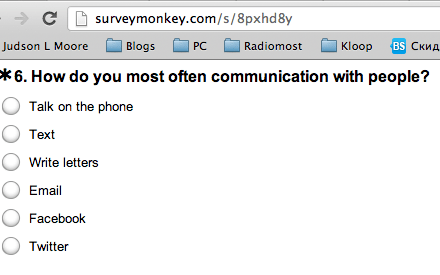 surveymonkey.com/s/8pxhd8y
Judson L Moore Blogs PC Radiomost Kloop BS Скид
*6. How do you most often communication with people?
Talk on the phone
Text
Write letters
Email
Facebook
Twitter